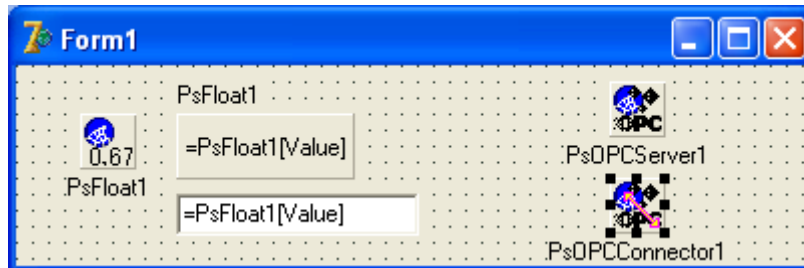 Form1
PsFloat1
=PsFloat1[Value]
0.67
PsFloat1
=PsFloat1[Value]
OPC
PsOPCServer1
OPC
PsOPCConnector1